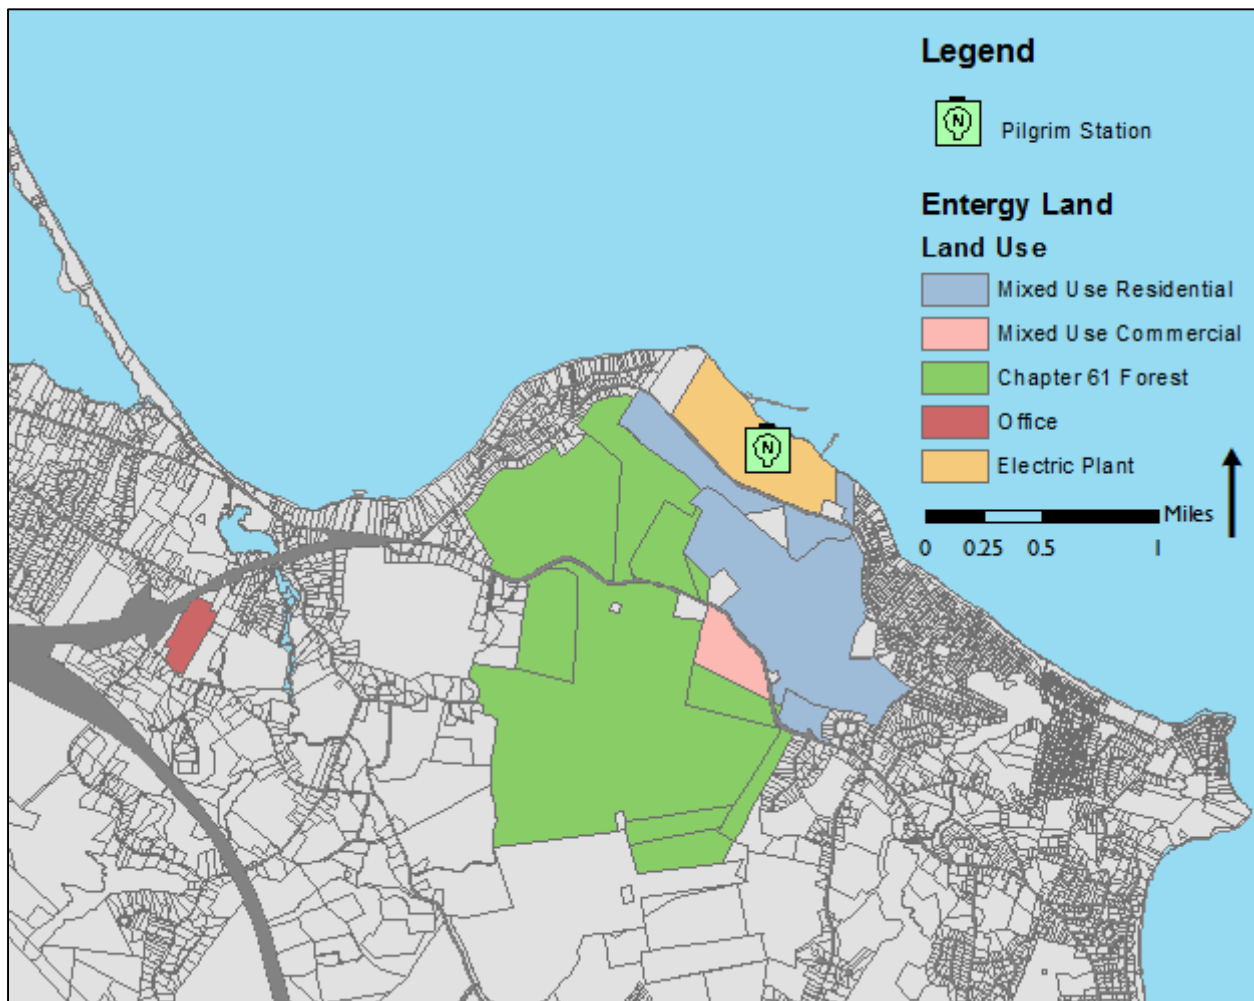 Legend
N
Pilgrim Station
Entergy Land
Land Use
Mixed Use Residential
Mixed Use Commercial
Chapter 61 Forest
Office
Electric Plant
Miles
0 0.25 0.5 1
N